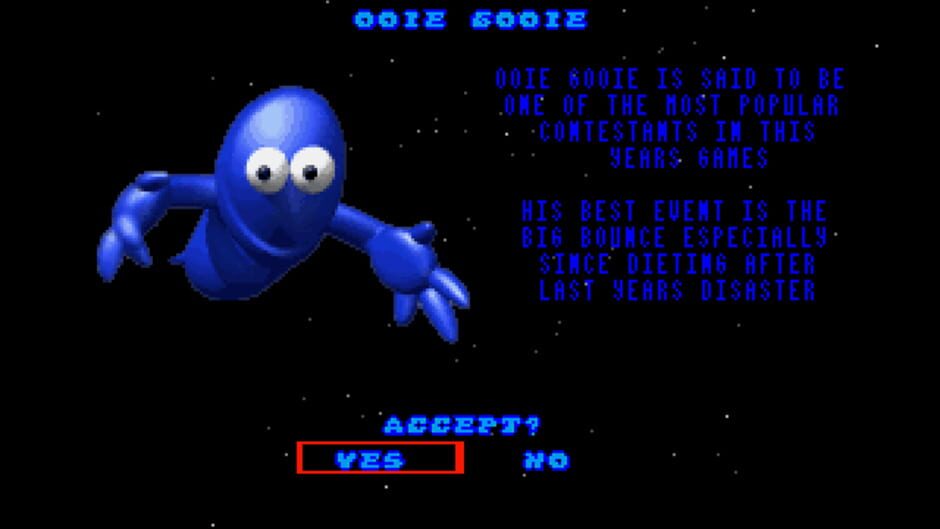 OOIE GOOIE
OOIE GOOIE IS SAID TO BE
ONE OF THE MOST POPULAR
CONTESTANTS IN THIS
YEARS GAMES
HIS BEST EVENT IS THE
BIG BOUNCE ESPECIALLY
SINCE DIETING AFTER
LAST YEARS DISASTER
ACCEPT?
YES NO